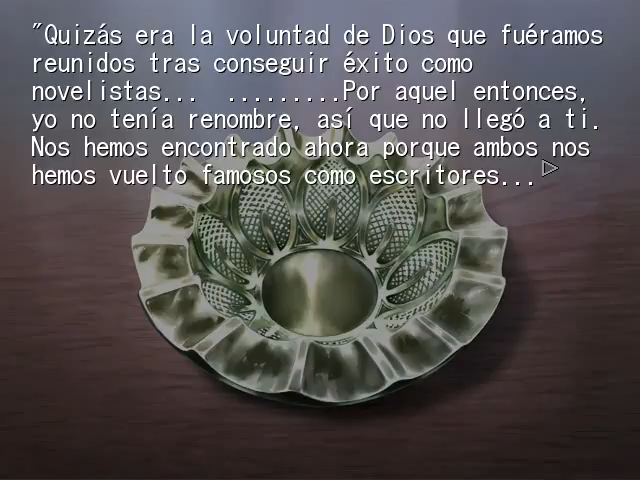 "Quizás era la voluntad de Dios que fuéramos
reunidos tras conseguir éxito como
novelistas...  .........Por aquel entonces,
yo no tenía renombre, así que no llegó a ti.
Nos hemos encontrado ahora porque ambos nos
hemos vuelto famosos como escritores...